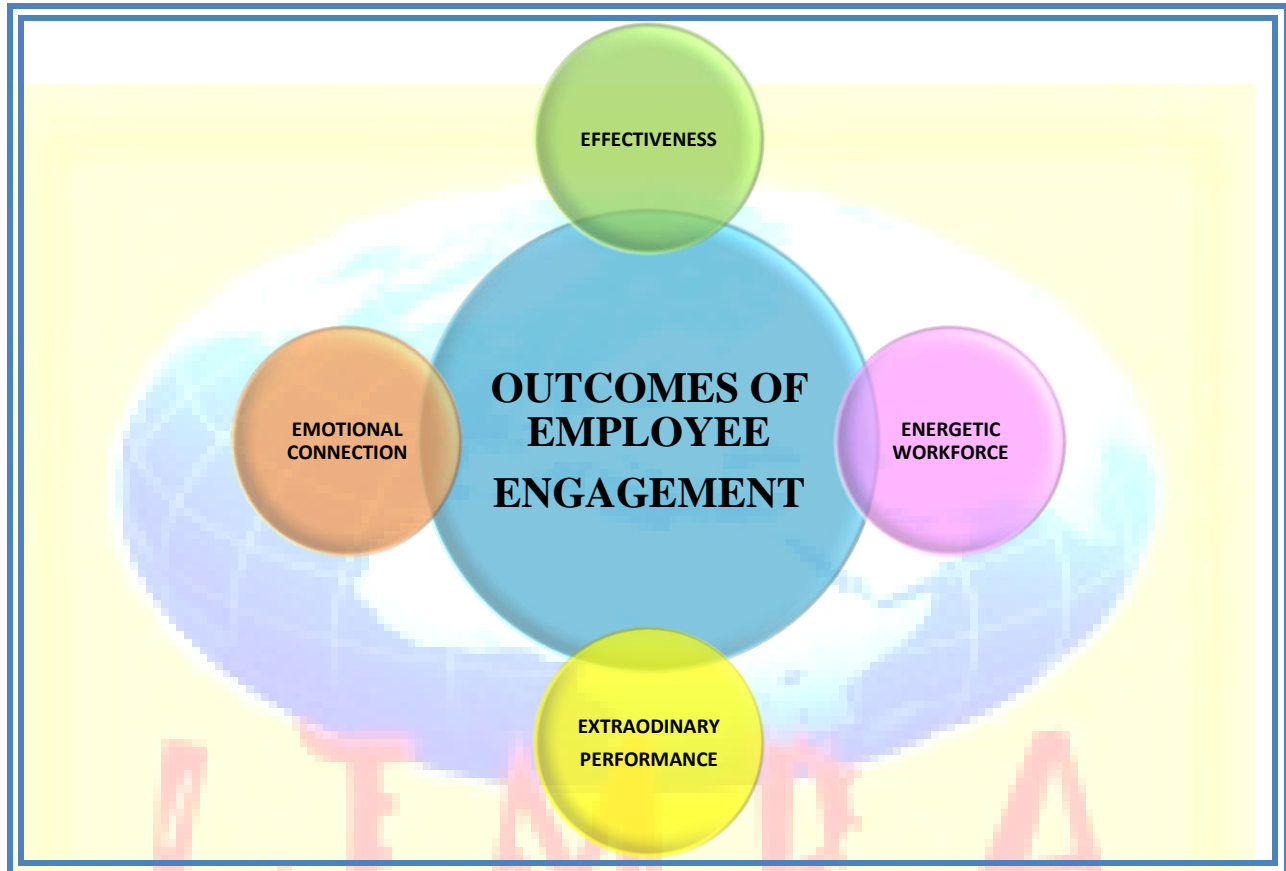 EFFECTIVENESS
OUTCOMES OF
EMPLOYEE
ENGAGEMENT
EMOTIONAL
CONNECTION
ENERGETIC
WORKFORCE
EXTRAODINARY
PERFORMANCE